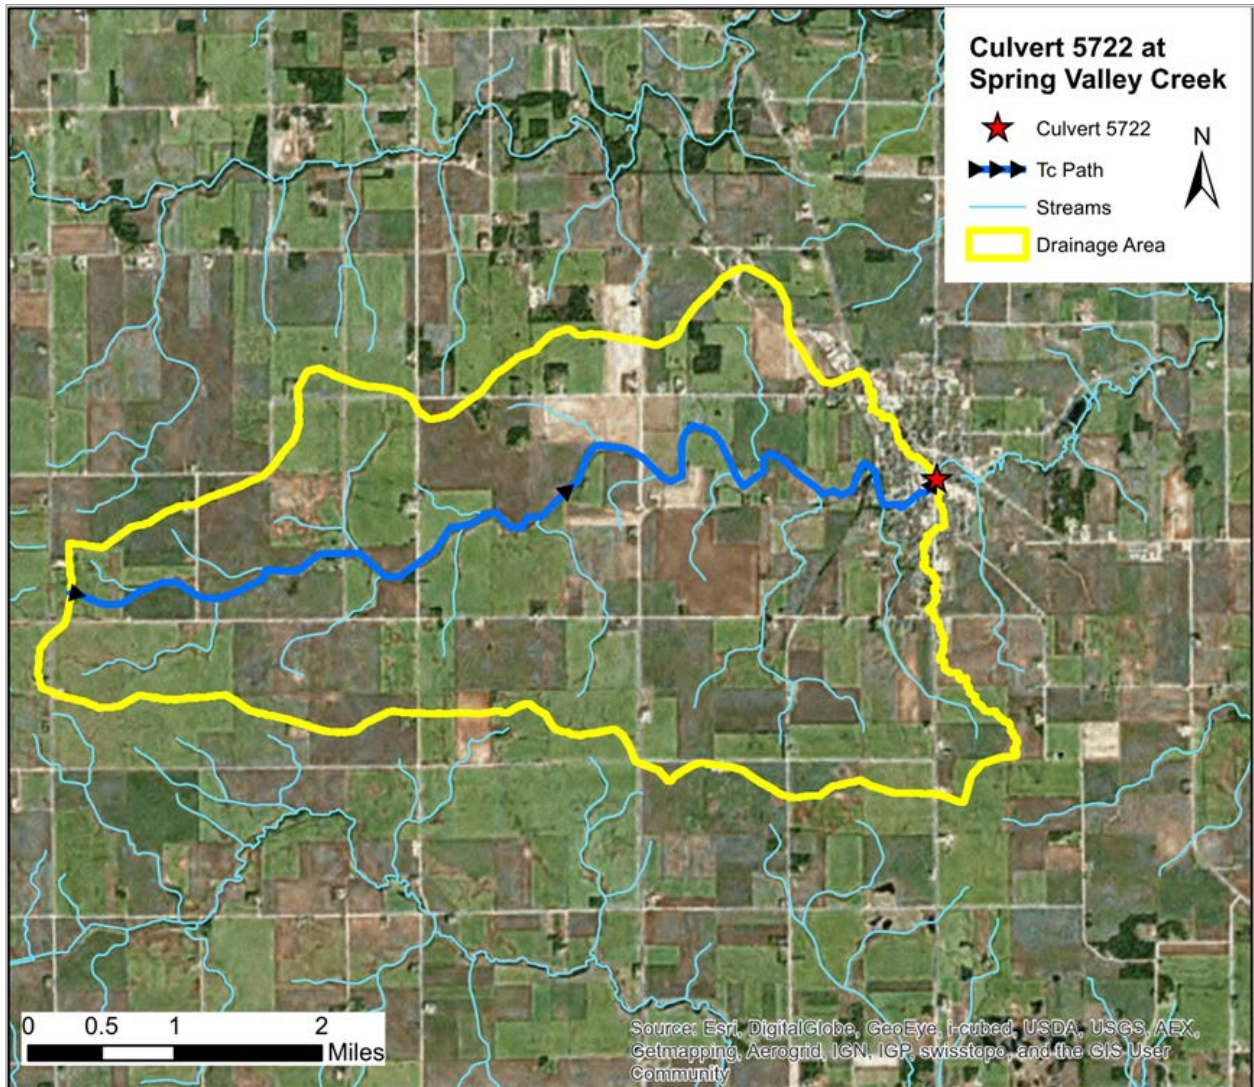 Culvert 5722 at
Spring Valley Creek
Culvert 5722
N
Tc Path
Streams
Drainage Area
0 0.5 1 2
Miles
Source: Esri, DigitalGlobe, GeoEye, i-cubed, USDA, USGS, AEX,
Getmapping, Aerogrid, IGN, IGP, swisstopo, and the GIS User
Community